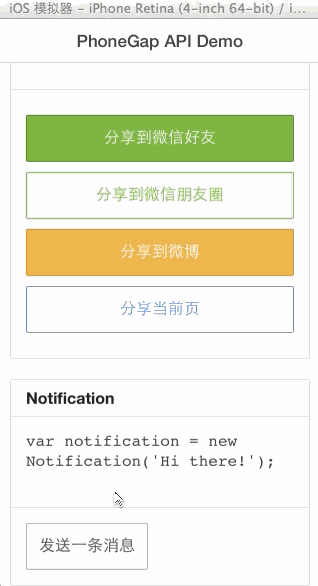 iOS 模拟器 – iPhone Retina (4-inch 64-bit) / i...
PhoneGap API Demo
分享到微信好友
分享到微信朋友圈
分享到微博
分享当前页
Notification
var notification = new
Notification('Hi there!');
发送一条消息